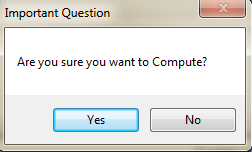 Important Question
Are you sure you want to Compute?
Yes
No